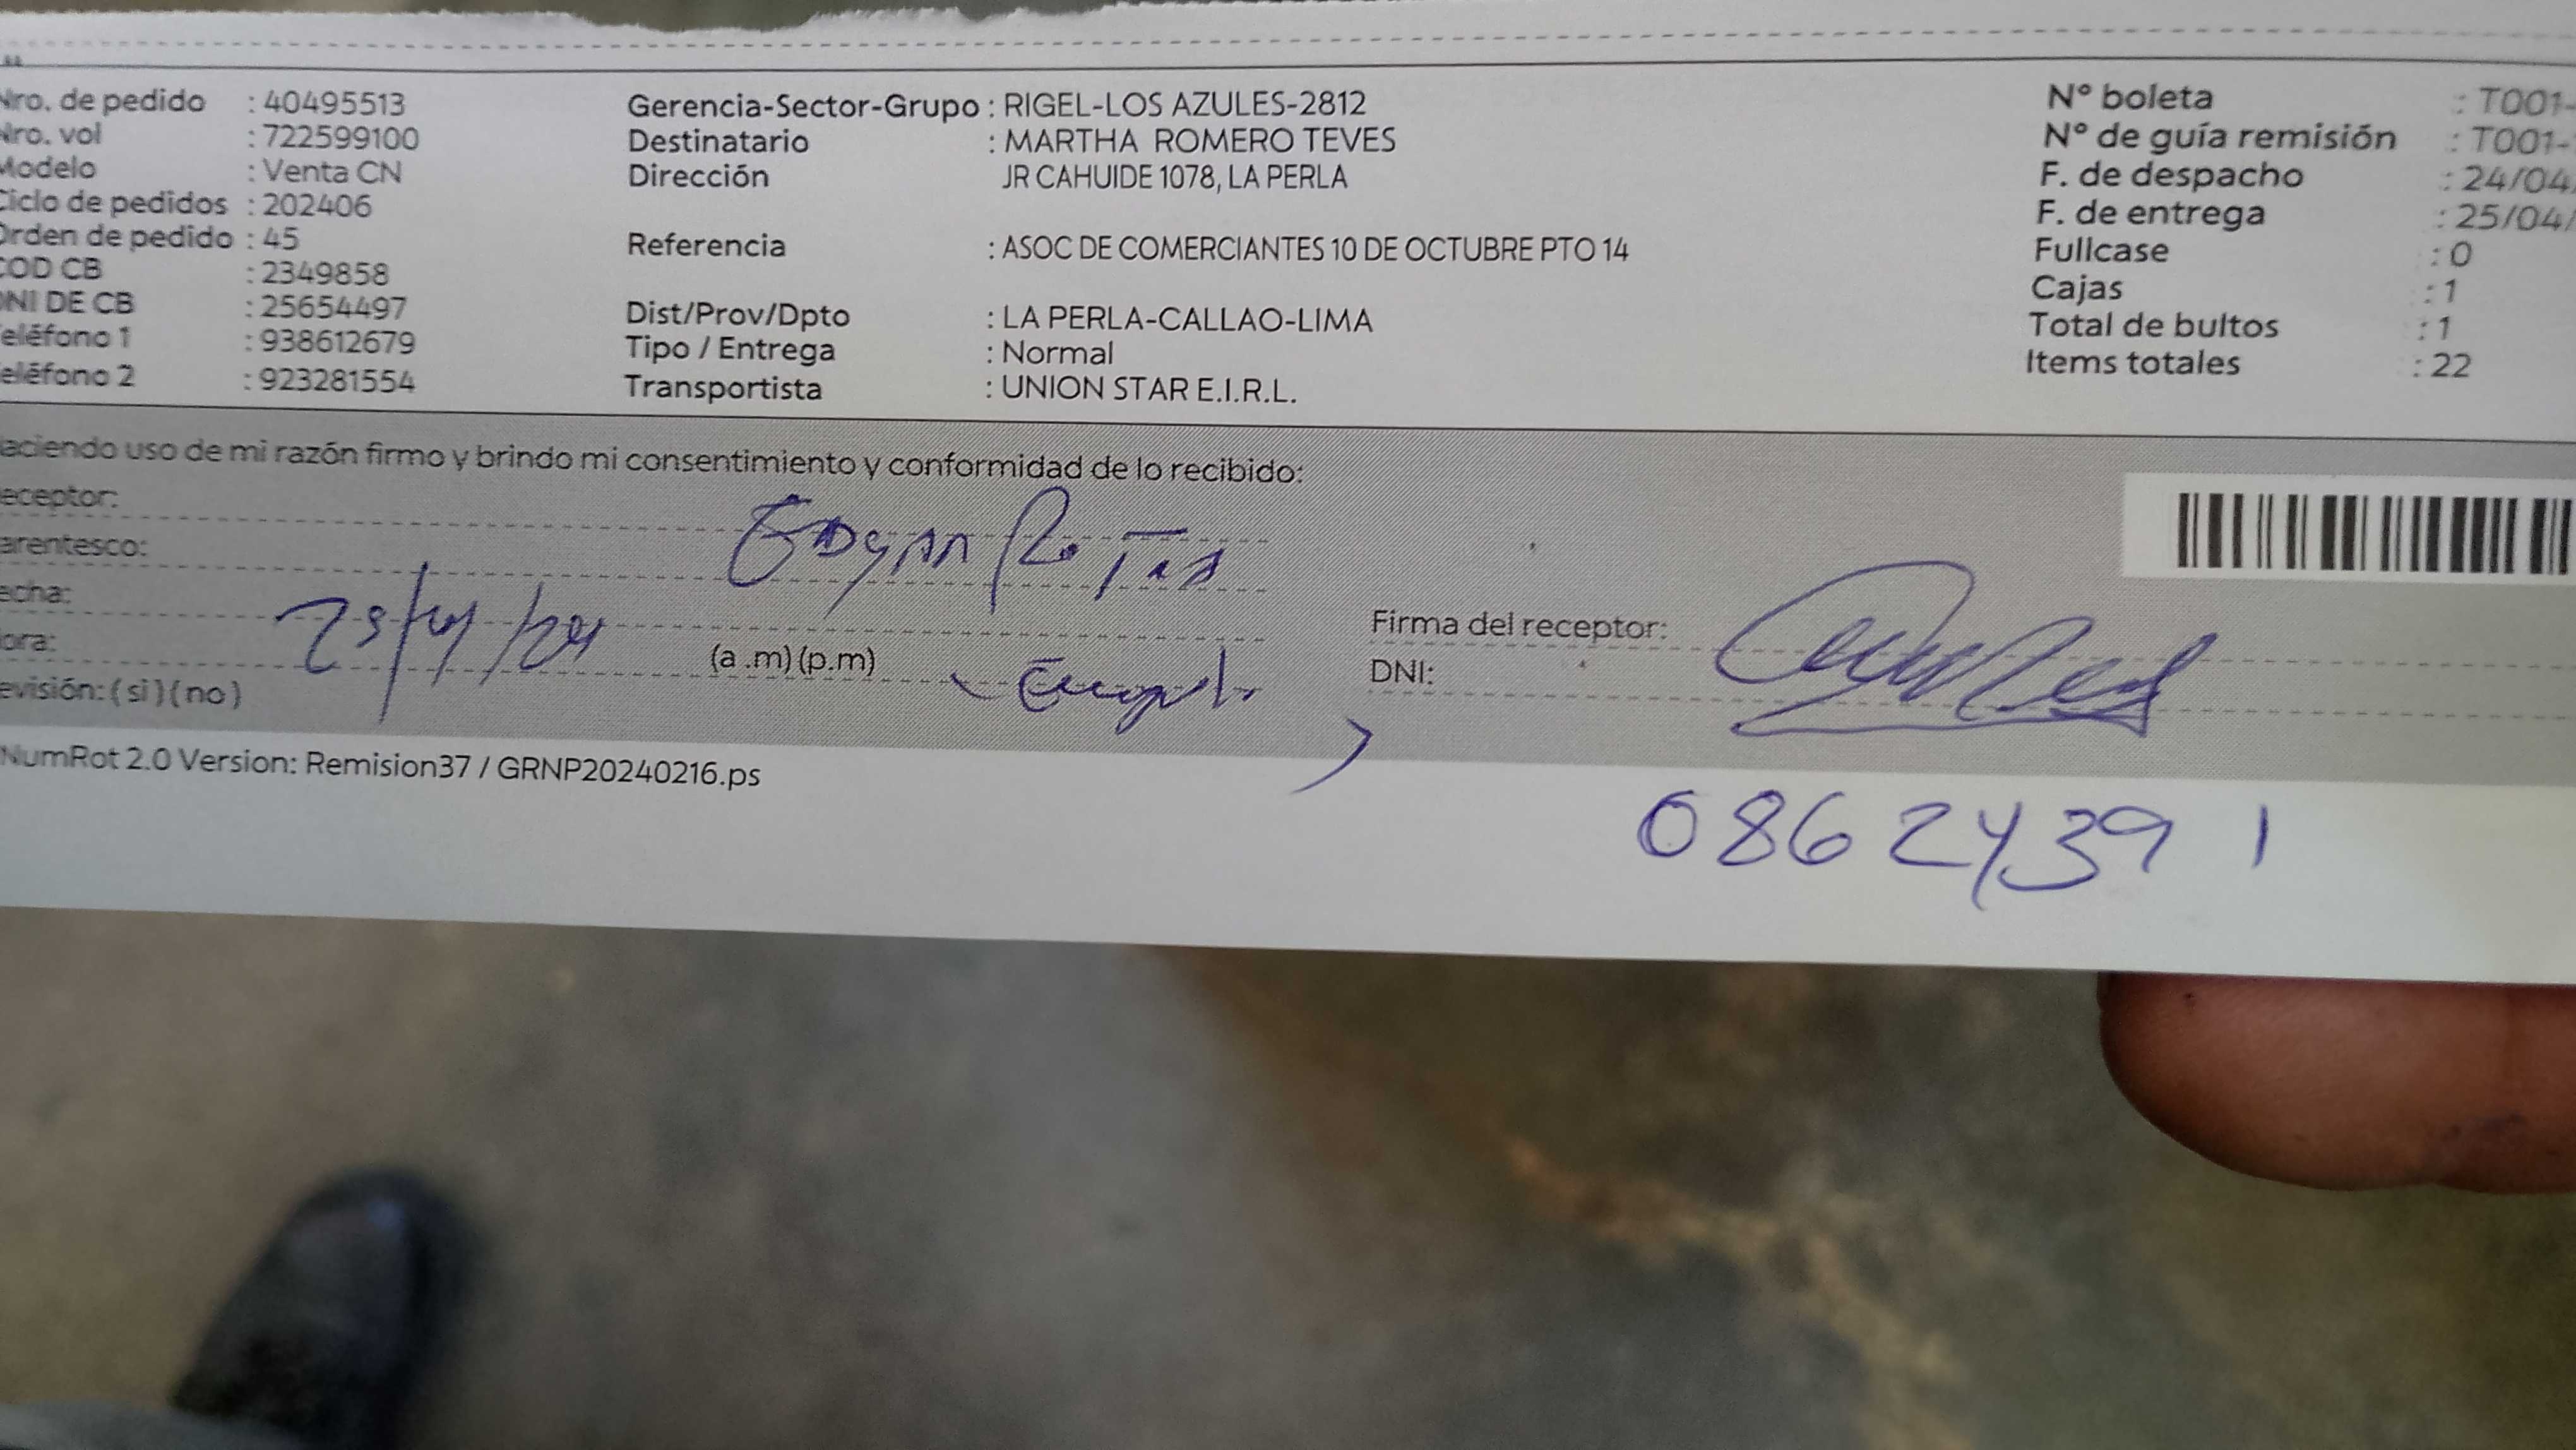 Nro. de pedido : 40495513
Nro. vol : 722599100
Modelo : Venta CN
Ciclo de pedidos : 202406
Orden de pedido : 45
COD CB : 2349858
DNI DE CB : 25654497
Teléfono 1 : 938612679
Teléfono 2 : 923281554
Gerencia-Sector-Grupo : RIGEL-LOS AZULES-2812
Destinatario : MARTHA ROMERO TEVES
Dirección JR CAHUIDE 1078, LA PERLA
Referencia : ASOC DE COMERCIANTES 10 DE OCTUBRE PTO 14
Dist/Prov/Dpto : LA PERLA-CALLAO-LIMA
Tipo / Entrega : Normal
Transportista : UNION STAR E.I.R.L.
N° boleta : T001-
N° de guía remisión : T001-
F. de despacho : 24/04/
F. de entrega : 25/04/
Fullcase : 0
Cajas : 1
Total de bultos : 1
Items totales : 22
Haciendo uso de mi razón firmo y brindo mi consentimiento y conformidad de lo recibido:
Receptor:
Parentesco:
Fecha:
Hora: (a .m) (p.m)
Revisión: ( si ) ( no )
EDGAR
25/04/24
Firma del receptor:
DNI:
08624391
NumRot 2.0 Version: Remision37 / GRNP20240216.ps